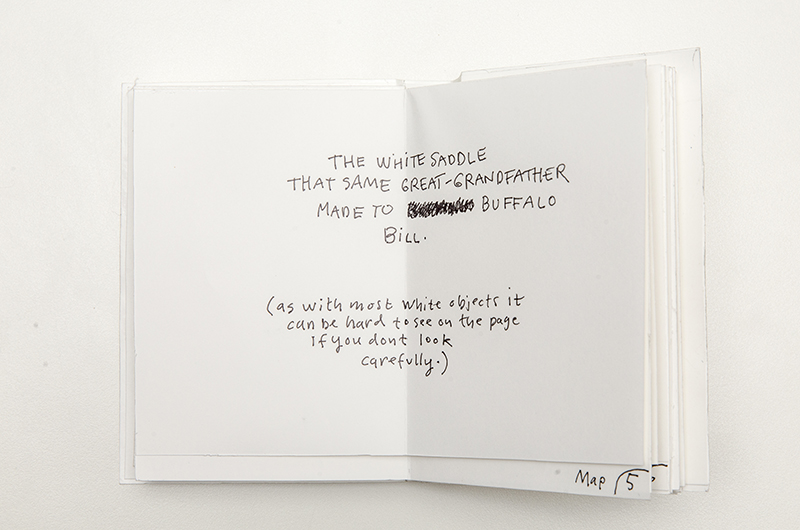 THE WHITE SADDLE
THAT SAME GREAT-GRANDFATHER
MADE TO BUFFALO
BILL.
(as with most white objects it
can be hard to see on the page
if you dont look
carefully.)
Map 5